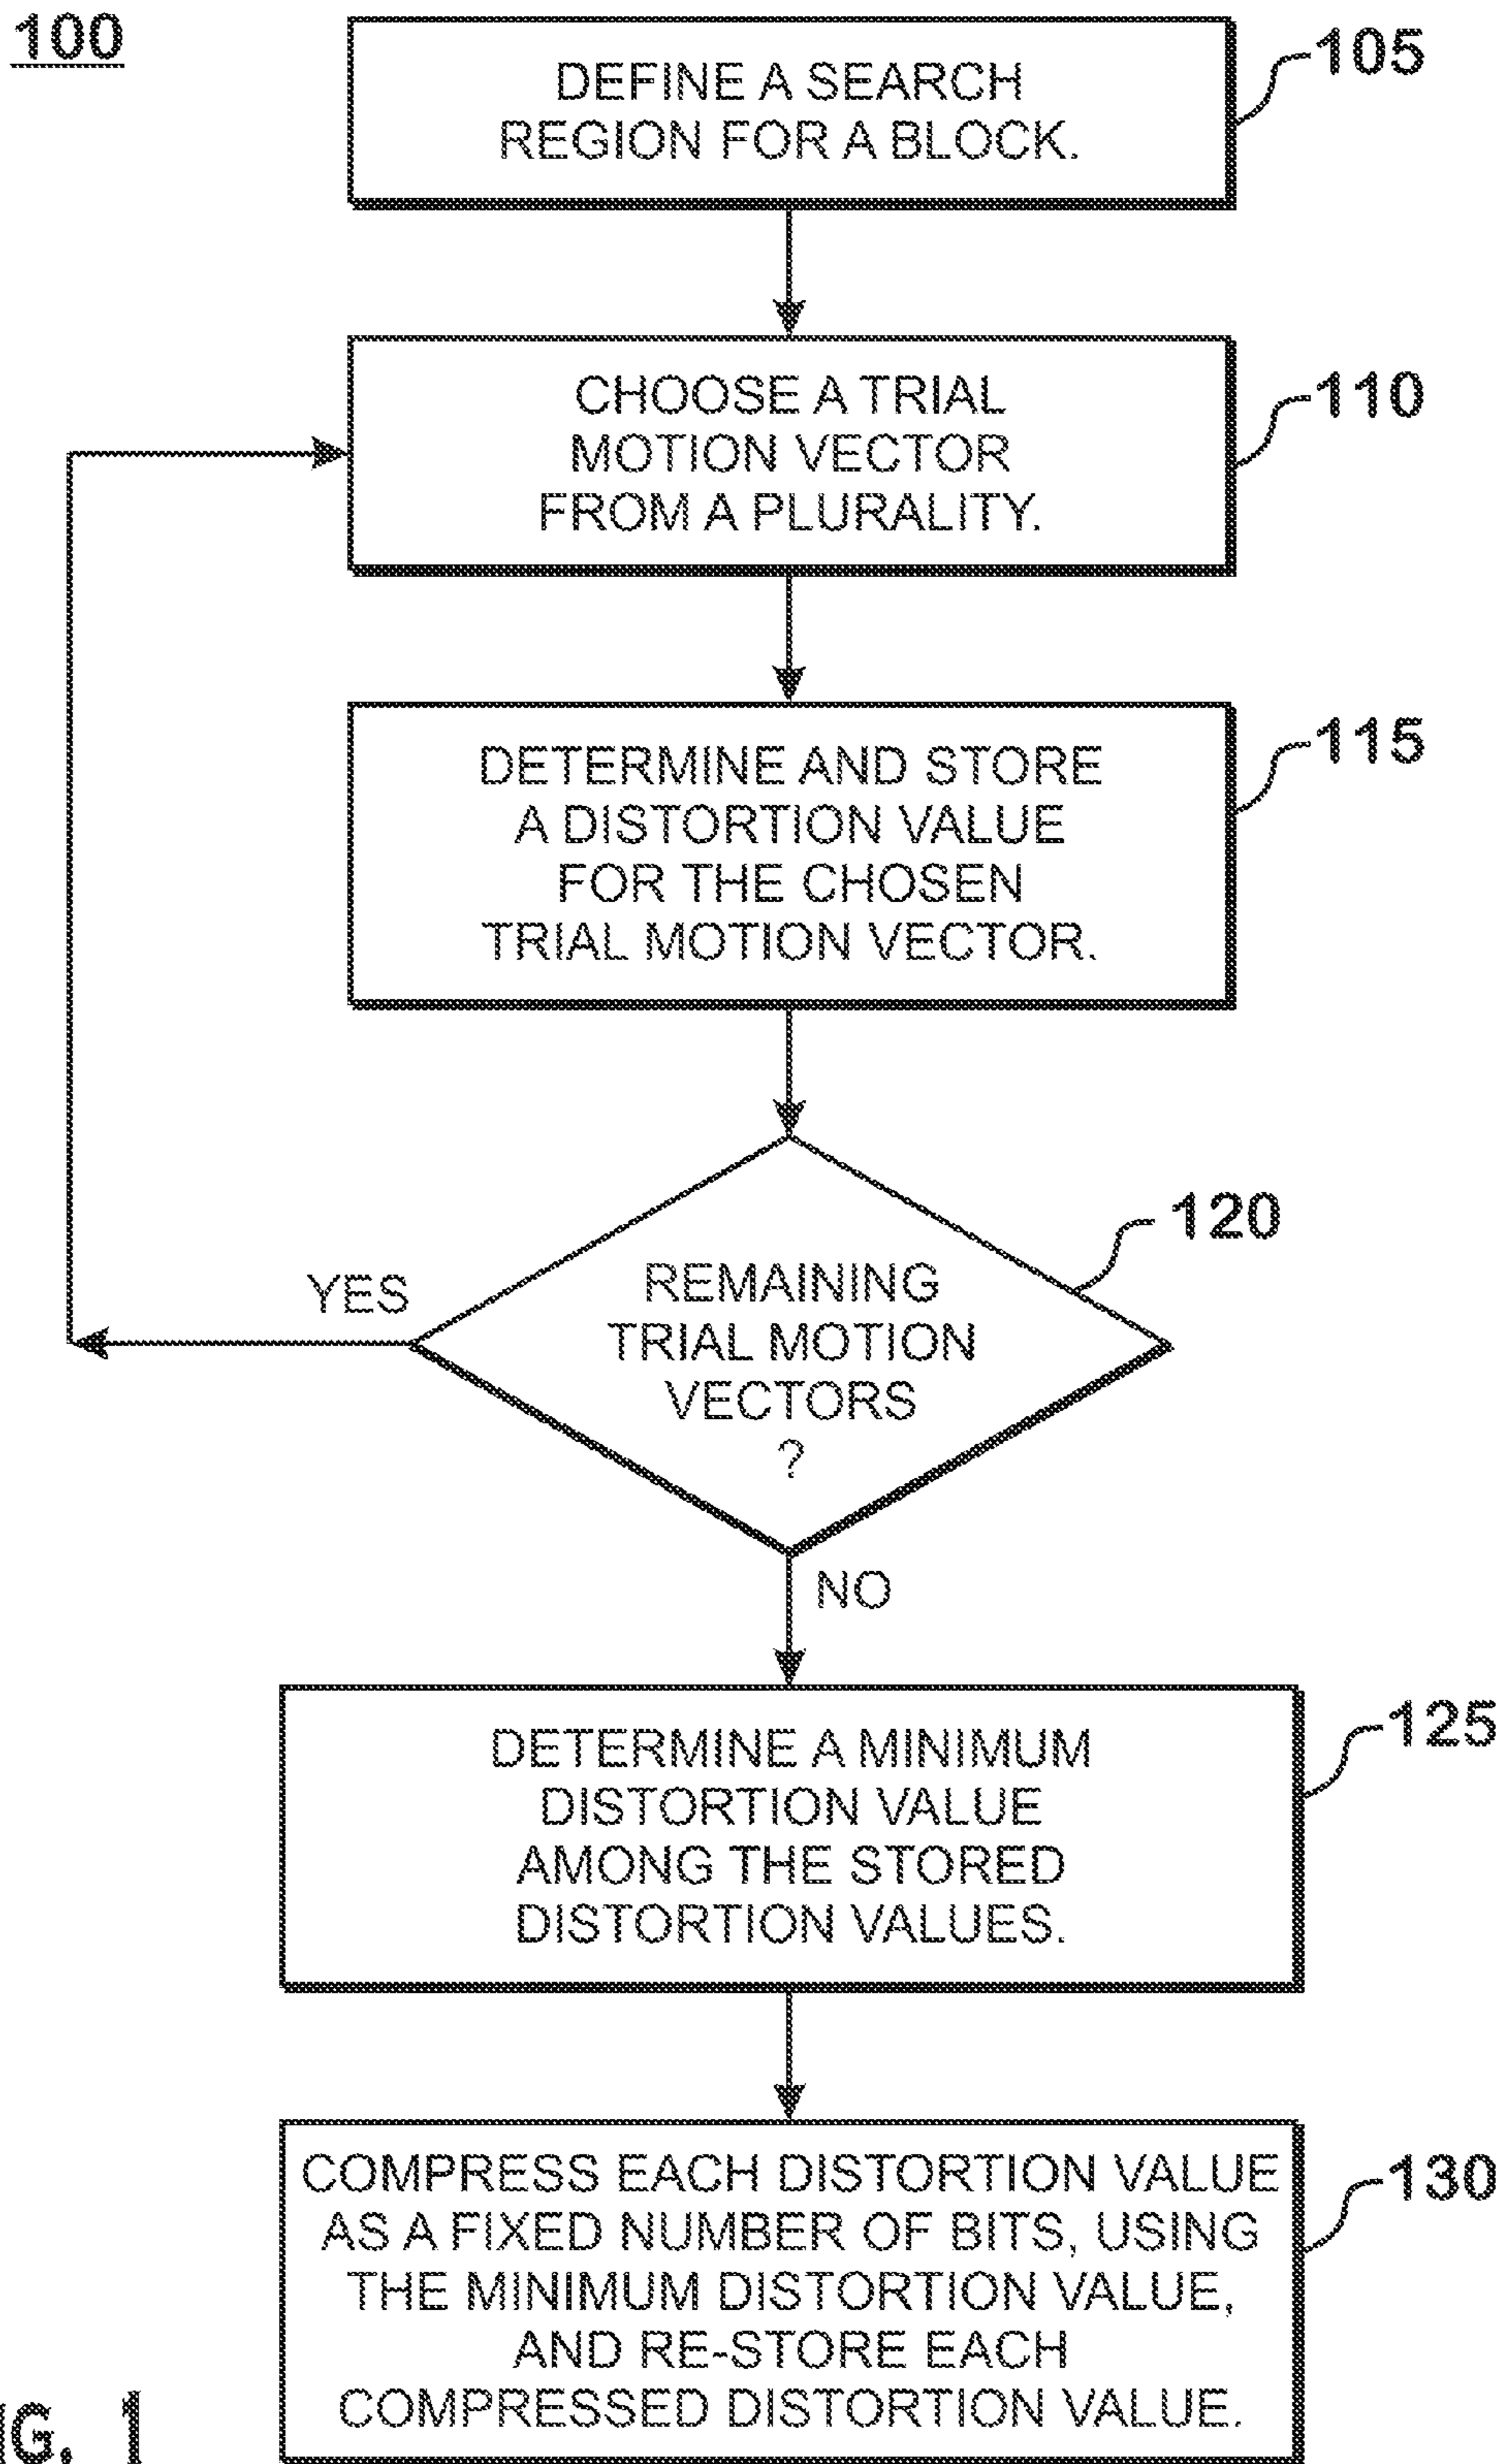 100
DEFINE A SEARCH
REGION FOR A BLOCK.
105
CHOOSE A TRIAL
MOTION VECTOR
FROM A PLURALITY.
110
DETERMINE AND STORE
A DISTORTION VALUE
FOR THE CHOSEN
TRIAL MOTION VECTOR.
115
REMAINING
TRIAL MOTION
VECTORS
?
120
YES
NO
DETERMINE A MINIMUM
DISTORTION VALUE
AMONG THE STORED
DISTORTION VALUES.
125
COMPRESS EACH DISTORTION VALUE
AS A FIXED NUMBER OF BITS, USING
THE MINIMUM DISTORTION VALUE,
AND RE-STORE EACH
COMPRESSED DISTORTION VALUE.
130
1